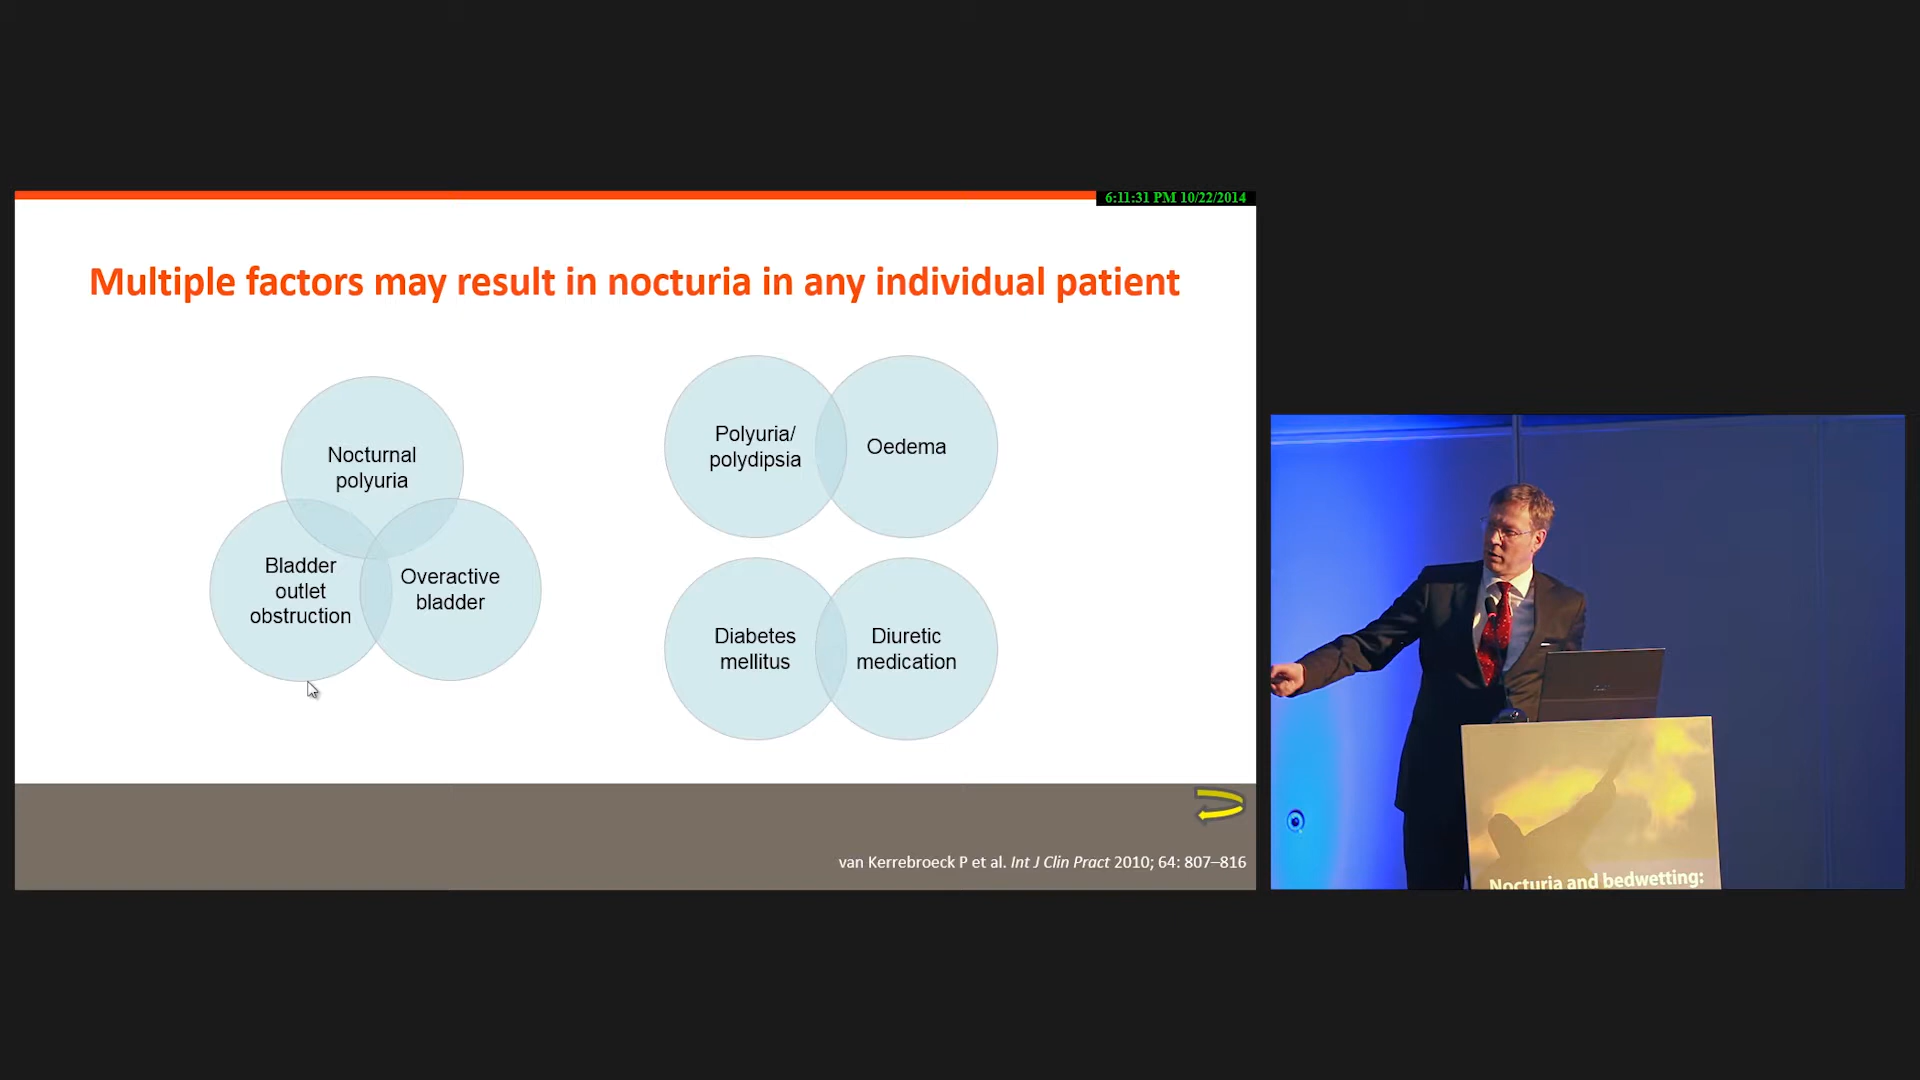 6:11:31 PM 10/22/2014
Multiple factors may result in nocturia in any individual patient
Nocturnal
polyuria
Bladder
outlet
obstruction
Overactive
bladder
Polyuria/
polydipsia
Oedema
Diabetes
mellitus
Diuretic
medication
van Kerrebroeck P et al. Int J Clin Pract 2010; 64: 807–816
Nocturia and bedwetting: